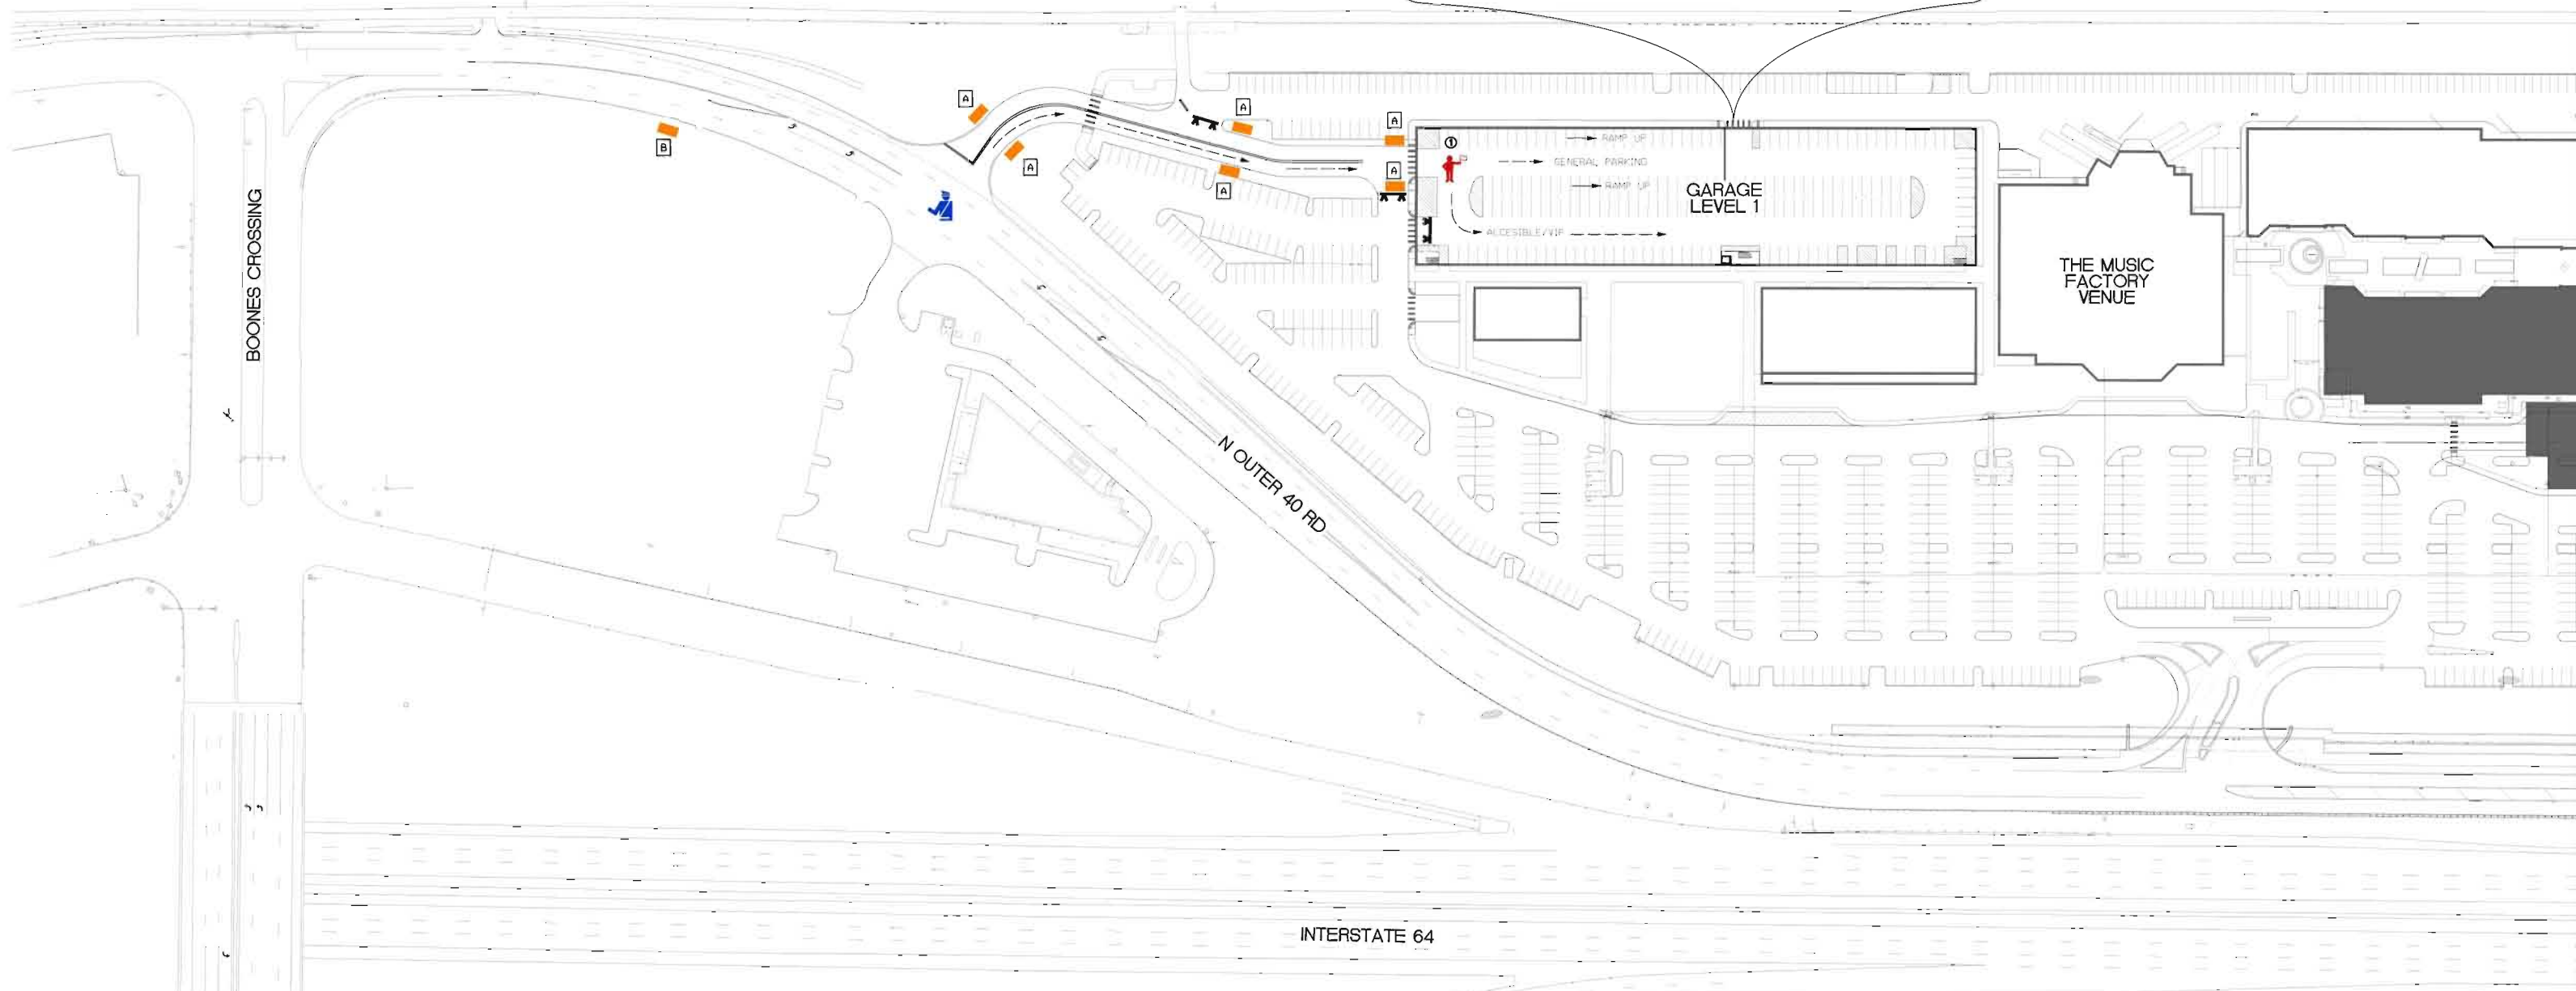 A
A
A
B
A
A
A
A
1
RAMP UP
GENERAL PARKING
RAMP UP
GARAGE
LEVEL 1
ACCESIBLE/VIP
BOONES CROSSING
THE MUSIC
FACTORY
VENUE
N OUTER 40 RD
INTERSTATE 64